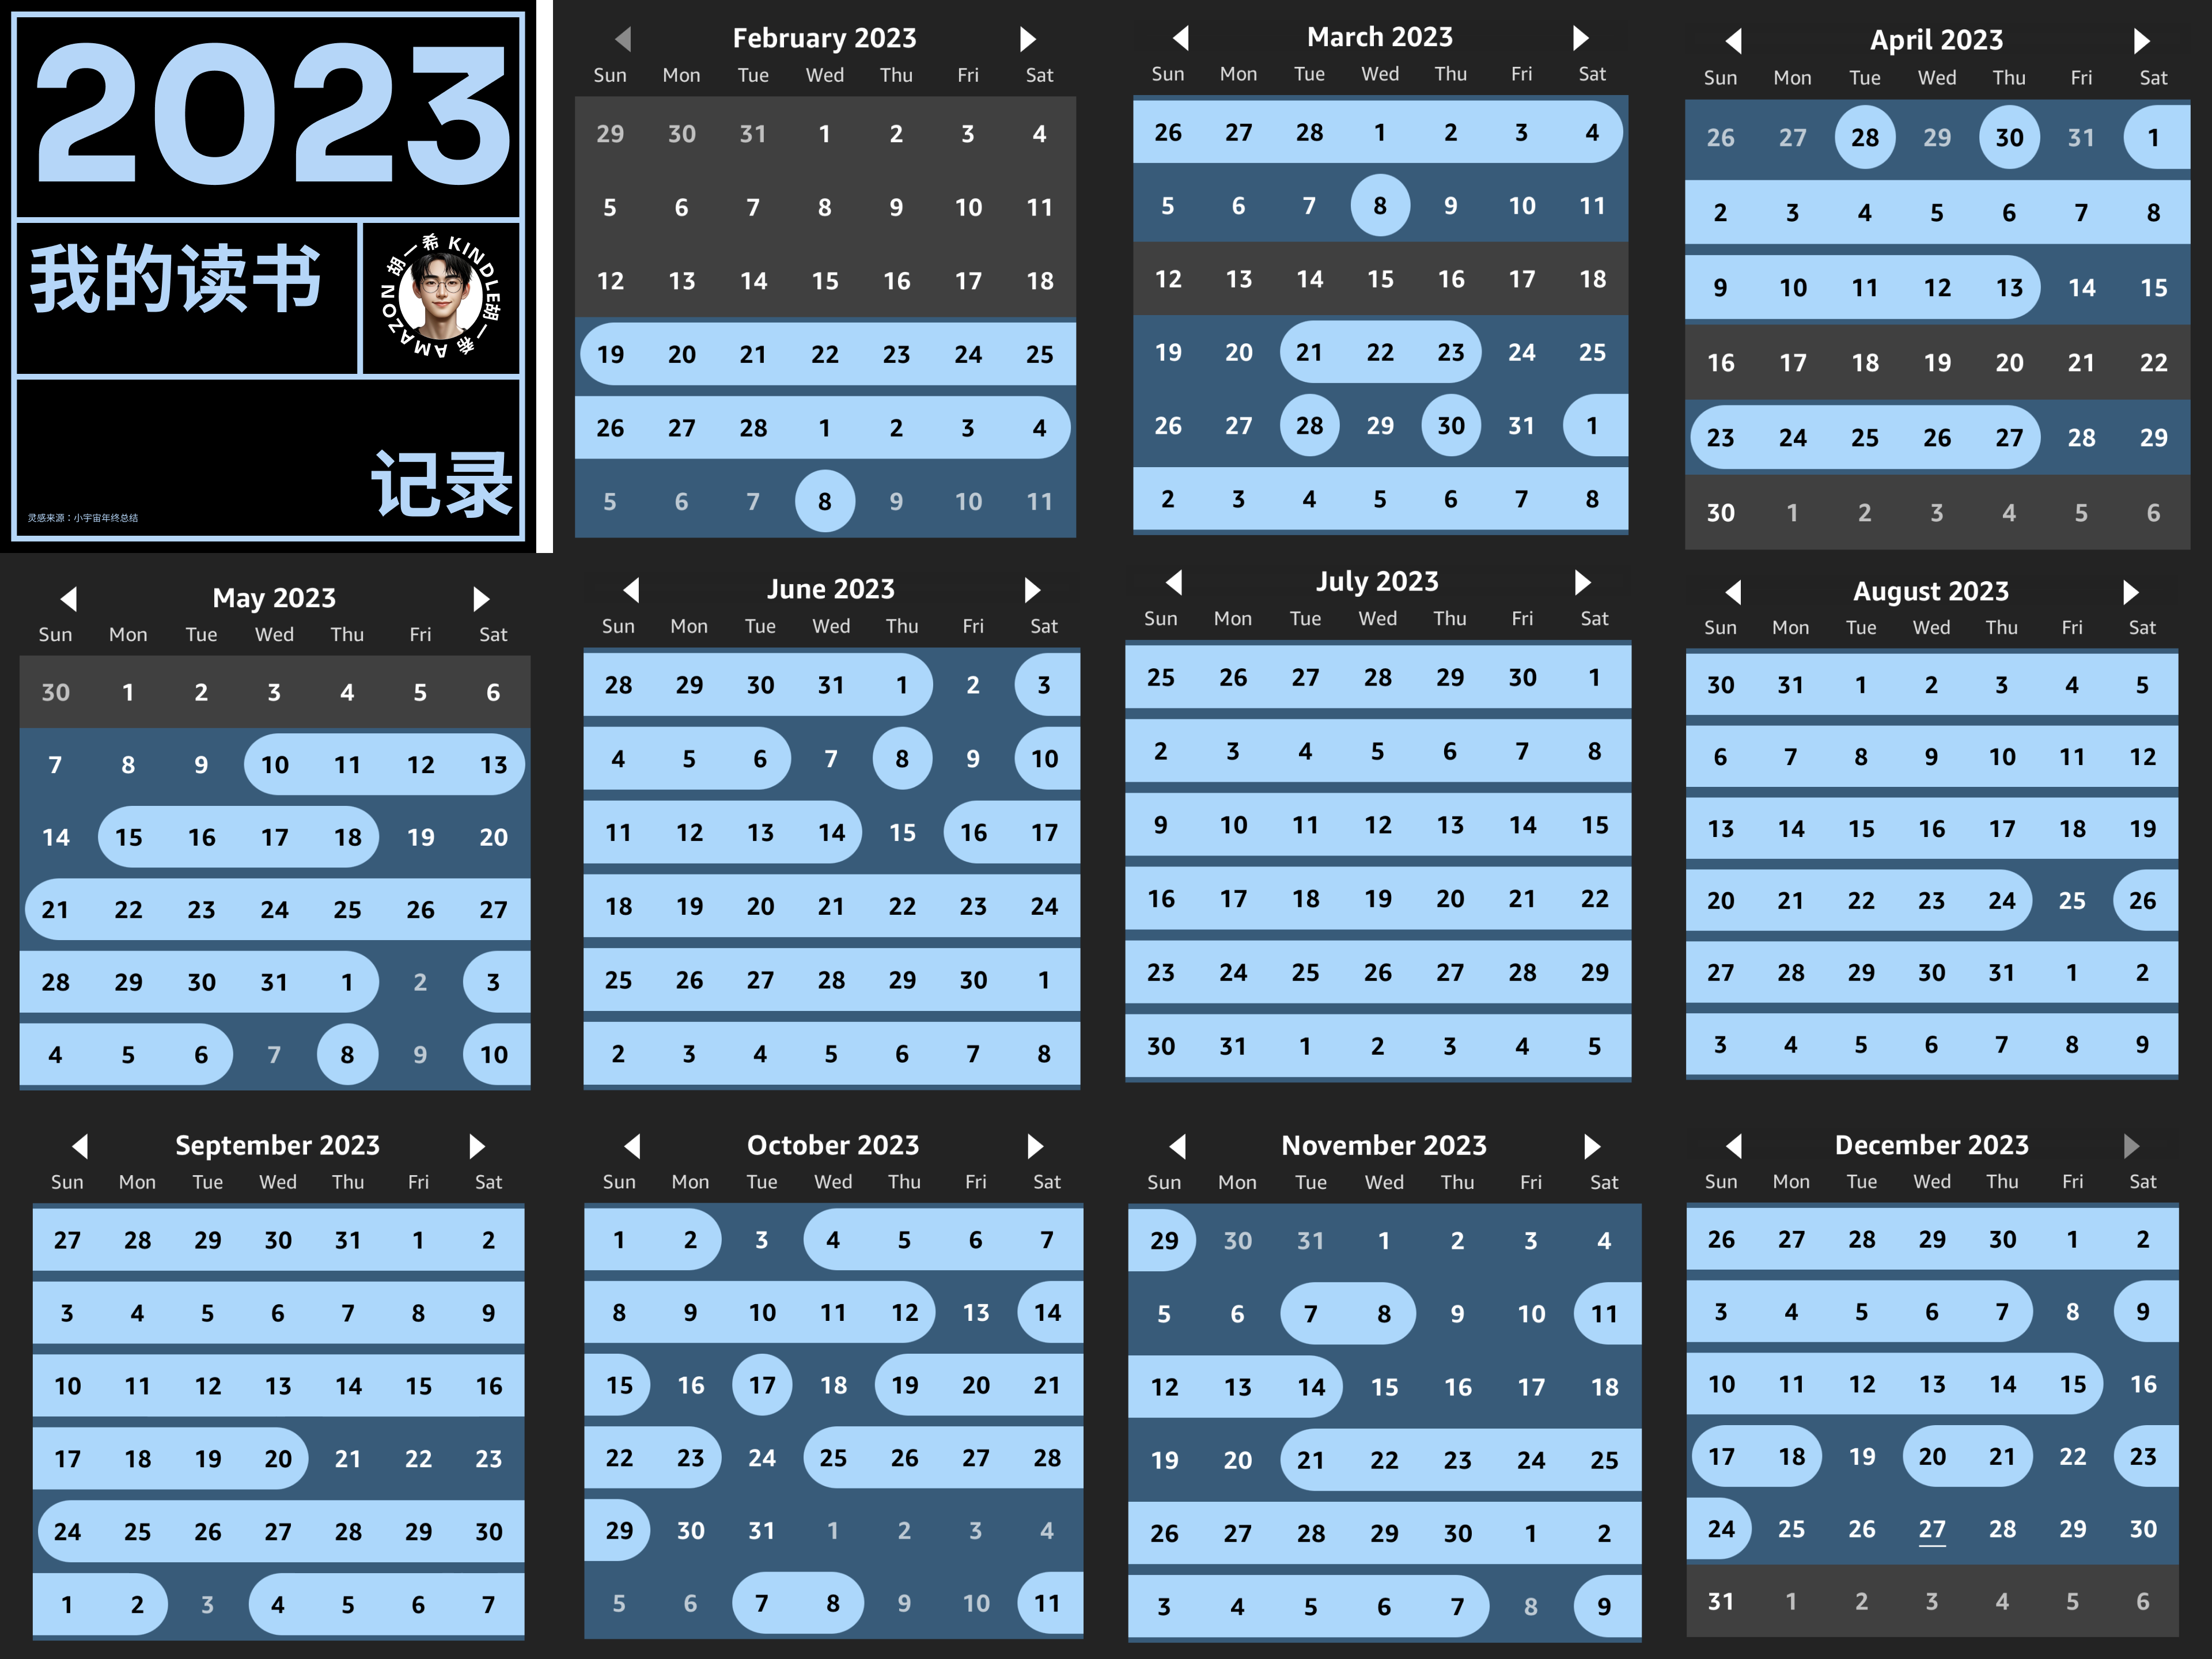 2023
我的读书
胡一希 KINDLE胡一希 AMAZON
记录
灵感来源：小宇宙年终总结
February 2023
Sun Mon Tue Wed Thu Fri Sat
29 30 31 1 2 3 4
5 6 7 8 9 10 11
12 13 14 15 16 17 18
19 20 21 22 23 24 25
26 27 28 1 2 3 4
5 6 7 8 9 10 11
March 2023
Sun Mon Tue Wed Thu Fri Sat
26 27 28 1 2 3 4
5 6 7 8 9 10 11
12 13 14 15 16 17 18
19 20 21 22 23 24 25
26 27 28 29 30 31 1
2 3 4 5 6 7 8
April 2023
Sun Mon Tue Wed Thu Fri Sat
26 27 28 29 30 31 1
2 3 4 5 6 7 8
9 10 11 12 13 14 15
16 17 18 19 20 21 22
23 24 25 26 27 28 29
30 1 2 3 4 5 6
May 2023
Sun Mon Tue Wed Thu Fri Sat
30 1 2 3 4 5 6
7 8 9 10 11 12 13
14 15 16 17 18 19 20
21 22 23 24 25 26 27
28 29 30 31 1 2 3
4 5 6 7 8 9 10
June 2023
Sun Mon Tue Wed Thu Fri Sat
28 29 30 31 1 2 3
4 5 6 7 8 9 10
11 12 13 14 15 16 17
18 19 20 21 22 23 24
25 26 27 28 29 30 1
2 3 4 5 6 7 8
July 2023
Sun Mon Tue Wed Thu Fri Sat
25 26 27 28 29 30 1
2 3 4 5 6 7 8
9 10 11 12 13 14 15
16 17 18 19 20 21 22
23 24 25 26 27 28 29
30 31 1 2 3 4 5
August 2023
Sun Mon Tue Wed Thu Fri Sat
30 31 1 2 3 4 5
6 7 8 9 10 11 12
13 14 15 16 17 18 19
20 21 22 23 24 25 26
27 28 29 30 31 1 2
3 4 5 6 7 8 9
September 2023
Sun Mon Tue Wed Thu Fri Sat
27 28 29 30 31 1 2
3 4 5 6 7 8 9
10 11 12 13 14 15 16
17 18 19 20 21 22 23
24 25 26 27 28 29 30
1 2 3 4 5 6 7
October 2023
Sun Mon Tue Wed Thu Fri Sat
1 2 3 4 5 6 7
8 9 10 11 12 13 14
15 16 17 18 19 20 21
22 23 24 25 26 27 28
29 30 31 1 2 3 4
5 6 7 8 9 10 11
November 2023
Sun Mon Tue Wed Thu Fri Sat
29 30 31 1 2 3 4
5 6 7 8 9 10 11
12 13 14 15 16 17 18
19 20 21 22 23 24 25
26 27 28 29 30 1 2
3 4 5 6 7 8 9
December 2023
Sun Mon Tue Wed Thu Fri Sat
26 27 28 29 30 1 2
3 4 5 6 7 8 9
10 11 12 13 14 15 16
17 18 19 20 21 22 23
24 25 26 27 28 29 30
31 1 2 3 4 5 6